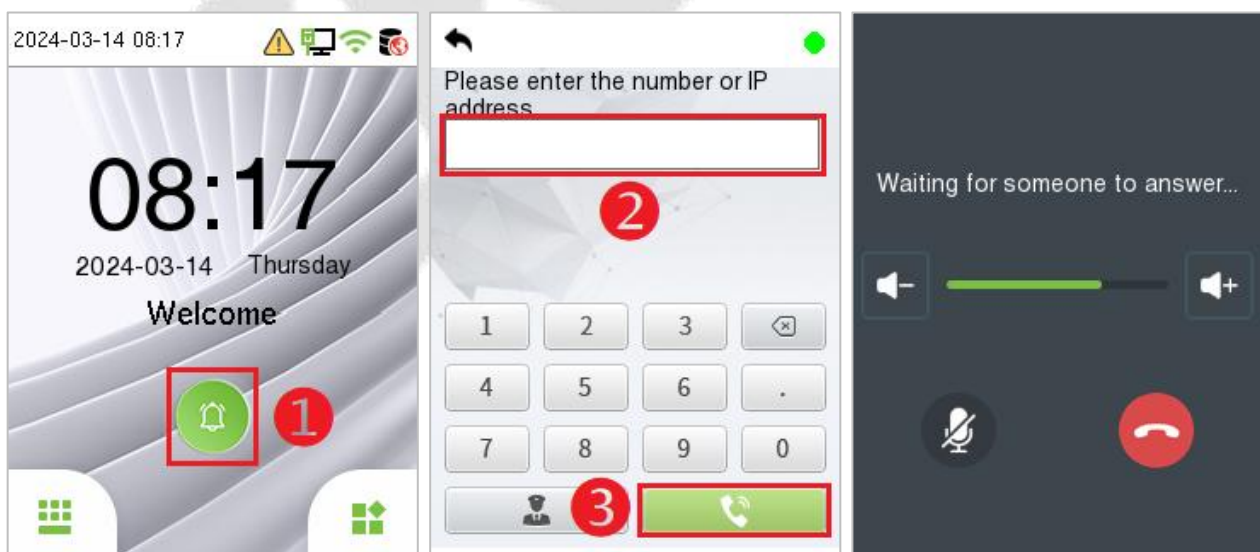 2024-03-14 08:17
08:17
2024-03-14 Thursday
Welcome
1
Please enter the number or IP
address
2
1 2 3
4 5 6 .
7 8 9 0
3
Waiting for someone to answer...
- +